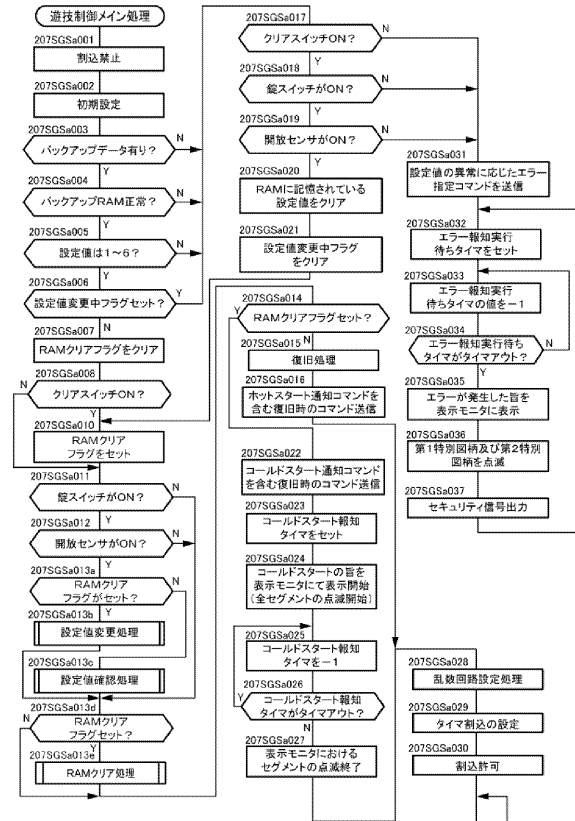 遊技制御メイン処理
207SGSa001
割込禁止
207SGSa002
初期設定
207SGSa003
バックアップデータ有り?
N
Y
207SGSa004
バックアップRAM正常?
N
Y
207SGSa005
設定値は1～6?
N
Y
207SGSa006
設定値変更中フラグセット?
Y
N
207SGSa007
RAMクリアフラグをクリア
207SGSa008
N
クリアスイッチON?
Y
207SGSa010
RAMクリア
フラグをセット
207SGSa011
錠スイッチがON?
N
Y
207SGSa012
開放センサがON?
N
Y
207SGSa013a
RAMクリア
フラグがセット?
N
Y
207SGSa013b
設定値変更処理
207SGSa013c
設定値確認処理
207SGSa013d
N
RAMクリア
フラグセット?
Y
207SGSa013e
RAMクリア処理
207SGSa017
クリアスイッチON?
N
Y
207SGSa018
錠スイッチがON?
N
Y
207SGSa019
開放センサがON?
N
Y
207SGSa020
RAMに記憶されている
設定値をクリア
207SGSa021
設定値変更中フラグ
をクリア
207SGSa014
Y
RAMクリアフラグセット?
N
207SGSa015
復旧処理
207SGSa016
ホットスタート通知コマンドを
含む復旧時のコマンド送信
207SGSa022
コールドスタート通知コマンド
を含む復旧時のコマンド送信
207SGSa023
コールドスタート報知
タイマをセット
207SGSa024
コールドスタートの旨を
表示モニタにて表示開始
(全セグメントの点滅開始)
207SGSa025
コールドスタート報知
タイマを－1
207SGSa026
Y
コールドスタート報知
タイマがタイマアウト?
N
207SGSa027
表示モニタにおける
セグメントの点滅終了
207SGSa031
設定値の異常に応じたエラー
指定コマンドを送信
207SGSa032
エラー報知実行
待ちタイマをセット
207SGSa033
エラー報知実行
待ちタイマの値を－1
207SGSa034
エラー報知実行待ち
タイマがタイマアウト?
N
Y
207SGSa035
エラーが発生した旨を
表示モニタに表示
207SGSa036
第1特別図柄及び第2特別
図柄を点滅
207SGSa037
セキュリティ信号出力
207SGSa028
乱数回路設定処理
207SGSa029
タイマ割込の設定
207SGSa030
割込許可